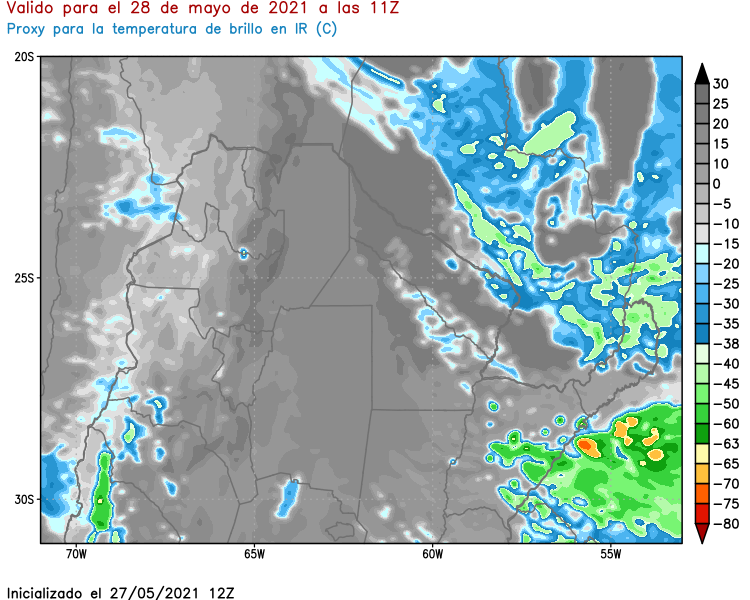 Valido para el 28 de mayo de 2021 a las 11Z
Proxy para la temperatura de brillo en IR (C)
20S
25S
30S
70W
65W
60W
55W
30
25
20
15
10
0
−5
−10
−15
−20
−25
−30
−35
−38
−40
−45
−50
−60
−63
−65
−70
−75
−80
Inicializado el 27/05/2021 12Z